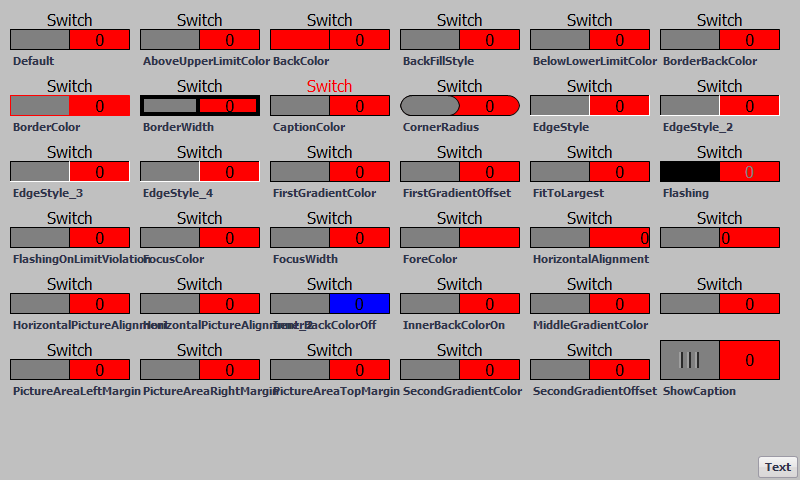 Switch Switch Switch Switch Switch Switch
0 0 0 0 0 0
Default AboveUpperLimitColor BackColor BackFillStyle BelowLowerLimitColor BorderBackColor
Switch Switch Switch Switch Switch Switch
0 0 0 0 0 0
BorderColor BorderWidth CaptionColor CornerRadius EdgeStyle EdgeStyle_2
Switch Switch Switch Switch Switch Switch
0 0 0 0 0 0
EdgeStyle_3 EdgeStyle_4 FirstGradientColor FirstGradientOffset FitToLargest Flashing
Switch Switch Switch Switch Switch Switch
0 0 0 0 0
FlashingOnLimitViolation FocusColor FocusWidth ForeColor HorizontalAlignment
Switch Switch Switch Switch Switch Switch
0 0 0 0 0 0
HorizontalPictureAlignment HorizontalPictureAlignment_2 InnerBackColorOff InnerBackColorOn MiddleGradientColor
Switch Switch Switch Switch Switch
0 0 0 0 0 0
PictureAreaLeftMargin PictureAreaRightMargin PictureAreaTopMargin SecondGradientColor SecondGradientOffset ShowCaption
Text